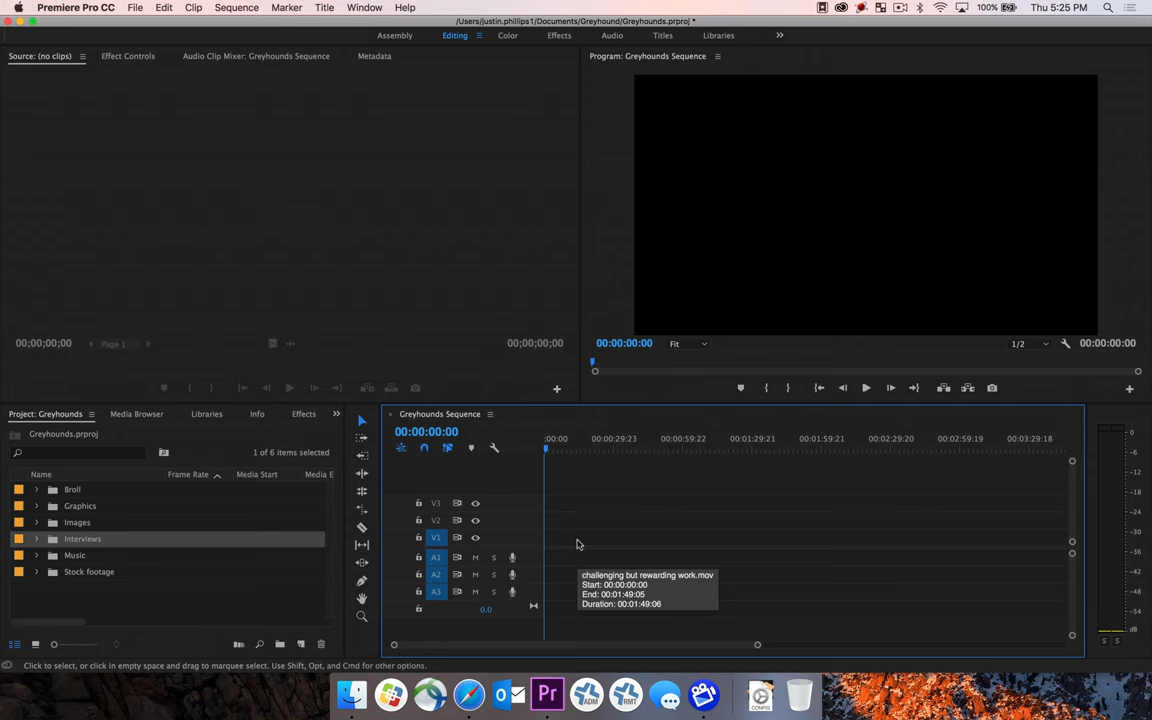 Premiere Pro CC File Edit Clip Sequence Marker Title Window Help 100% Thu 5:25 PM
/Users/justin.phillips1/Documents/Greyhound/Greyhounds.prproj *
Assembly Editing Color Effects Audio Titles Libraries
Source: (no clips) Effect Controls Audio Clip Mixer: Greyhounds Sequence Metadata
Program: Greyhounds Sequence
00;00;00;00 Page 1 00;00;00;00
00:00:00:00 Fit 1/2 00:00:00:00
Project: Greyhounds Media Browser Libraries Info Effects
Greyhounds.prproj
1 of 6 items selected
Name Frame Rate Media Start Media E
Broll
Graphics
Images
Interviews
Music
Stock footage
Greyhounds Sequence
00:00:00:00
:00:00 00:00:29:23 00:00:59:22 00:01:29:21 00:01:59:21 00:02:29:20 00:02:59:19 00:03:29:18
V3
V2
V1
A1 M S
A2 M S
A3 M S
0.0
challenging but rewarding work.mov
Start: 00:00:00:00
End: 00:01:49:05
Duration: 00:01:49:06
0
-6
-12
-18
-24
-30
-36
-42
-48
-54
dB
S S
Click to select, or click in empty space and drag to marquee select. Use Shift, Opt, and Cmd for other options.
Pr ADM RMT CONFIG